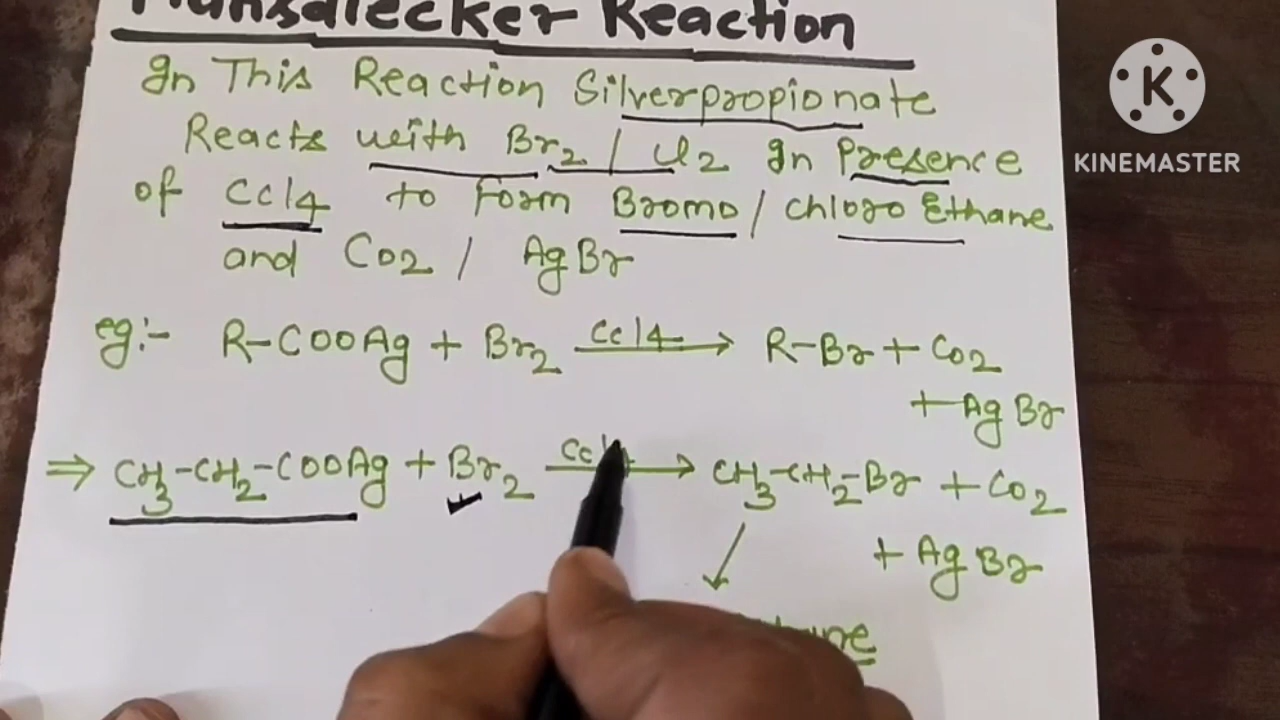 Hunsdiecker Reaction
In This Reaction Silverpropionate
Reacts with Br2 / Cl2 In Presence
of CCl4 to Form Bromo / chloro Ethane
and CO2 / AgBr
eg:- R-COOAg + Br2 CCl4 → R-Br + CO2
+ AgBr
⇒ CH3-CH2-COOAg + Br2 → CH3-CH2-Br + CO2
+ AgBr
K
KINEMASTER